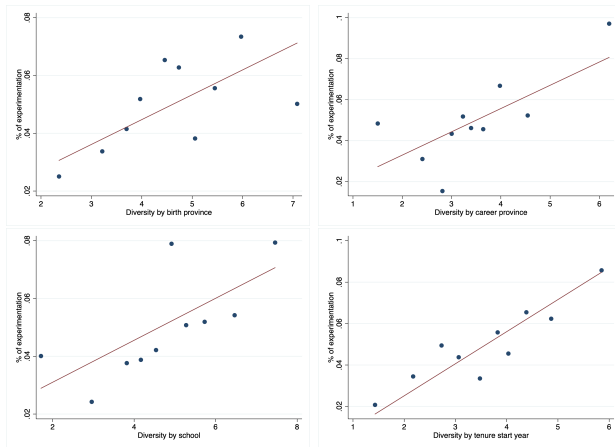 % of experimentation
.08
.06
.04
.02
2 3 4 5 6 7
Diversity by birth province
% of experimentation
.1
.08
.06
.04
.02
1 2 3 4 5 6
Diversity by career province
% of experimentation
.08
.06
.04
.02
2 4 6 8
Diversity by school
% of experimentation
.1
.08
.06
.04
.02
1 2 3 4 5 6
Diversity by tenure start year